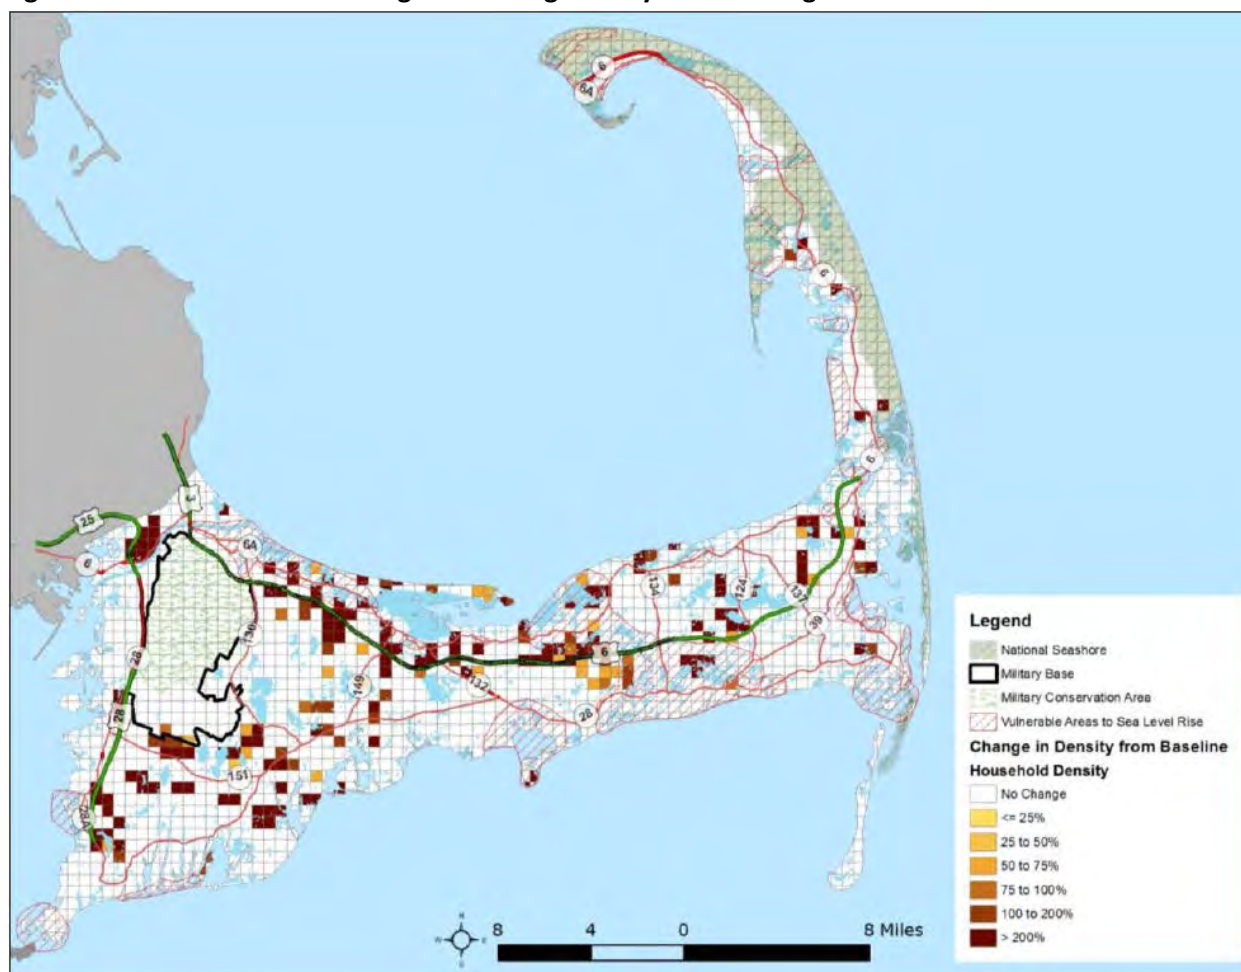 6
6A
6
6
3
25
6A
6
28
130
28
149
132
6
134
124
137
39
28
151
28A
Legend
National Seashore
Military Base
Military Conservation Area
Vulnerable Areas to Sea Level Rise
Change in Density from Baseline
Household Density
No Change
<= 25%
25 to 50%
50 to 75%
75 to 100%
100 to 200%
> 200%
N
W E
S
8 4 0 8 Miles